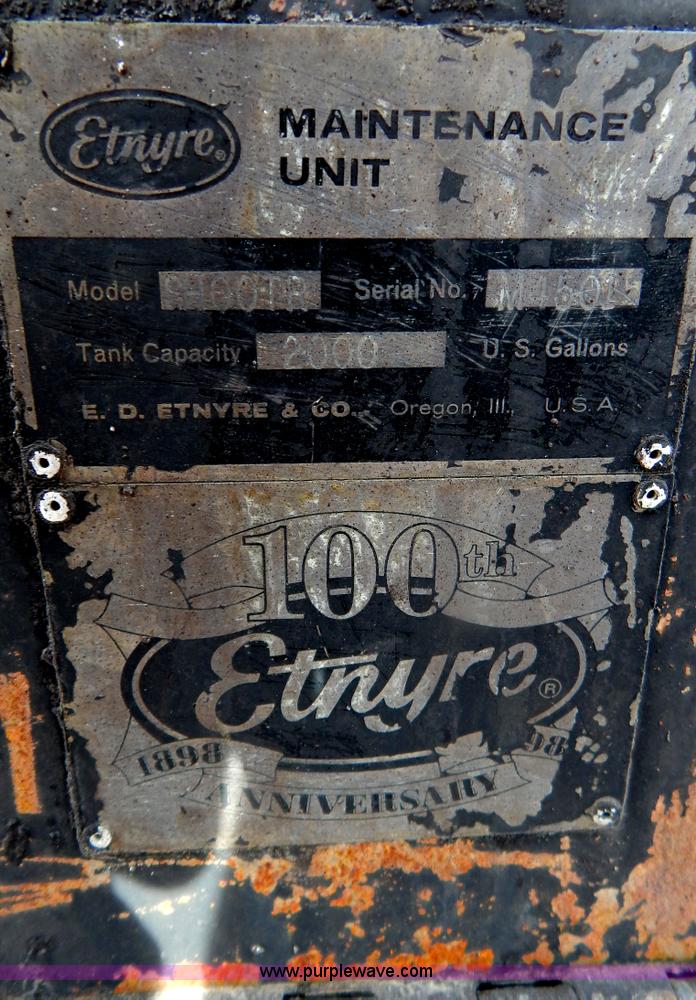 Etnyre®
MAINTENANCE
UNIT
Model Serial No.
Tank Capacity 2000 U. S. Gallons
E. D. ETNYRE & CO., Oregon, Ill., U. S. A.
100th
Etnyre®
1898 98
ANNIVERSARY
www.purplewave.com